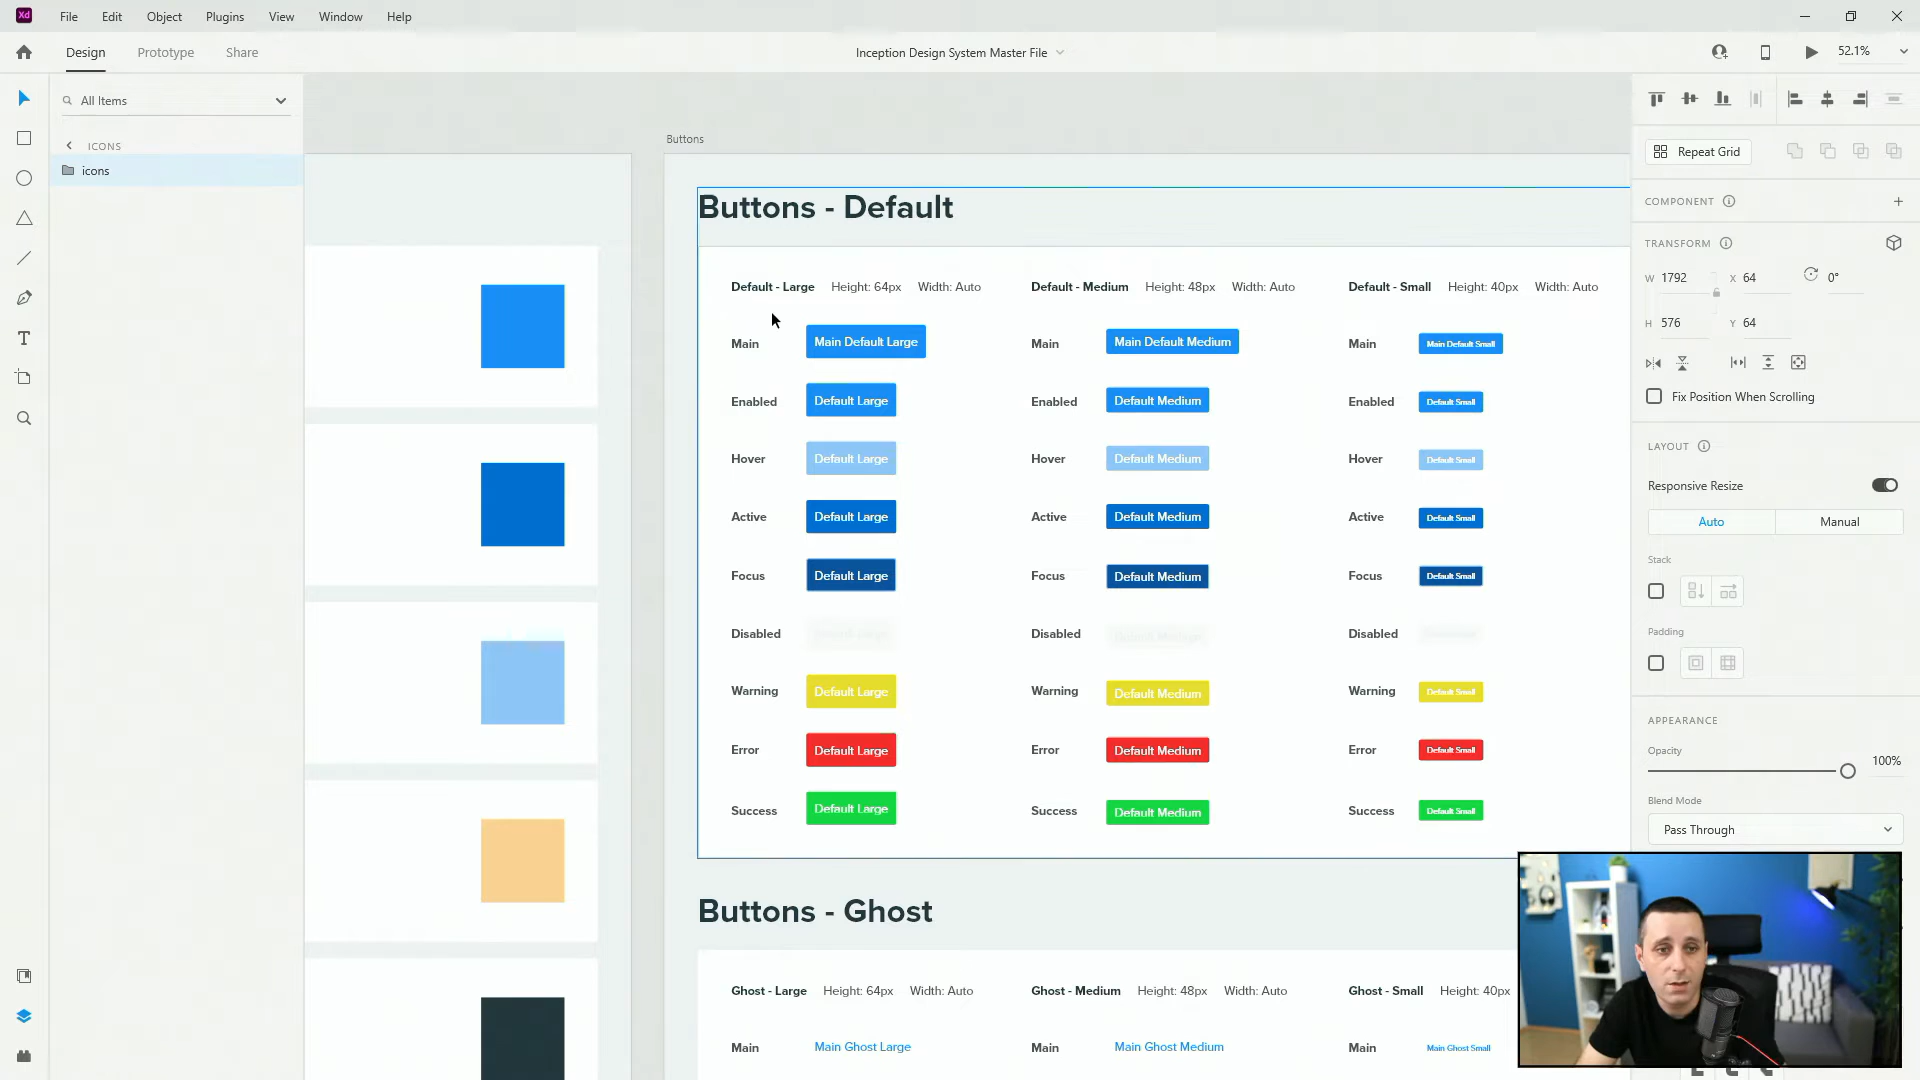 Xd File Edit Object Plugins View Window Help
Design Prototype Share Inception Design System Master File 52.1%
All Items
ICONS
icons
Buttons
Buttons - Default
Default - Large Height: 64px Width: Auto Default - Medium Height: 48px Width: Auto Default - Small Height: 40px Width: Auto
Main Main Default Large Main Main Default Medium Main Main Default Small
Enabled Default Large Enabled Default Medium Enabled Default Small
Hover Default Large Hover Default Medium Hover Default Small
Active Default Large Active Default Medium Active Default Small
Focus Default Large Focus Default Medium Focus Default Small
Disabled Disabled Disabled
Warning Default Large Warning Default Medium Warning Default Small
Error Default Large Error Default Medium Error Default Small
Success Default Large Success Default Medium Success Default Small
Buttons - Ghost
Ghost - Large Height: 64px Width: Auto Ghost - Medium Height: 48px Width: Auto Ghost - Small Height: 40px
Main Main Ghost Large Main Main Ghost Medium Main Main Ghost Small
Repeat Grid
COMPONENT
TRANSFORM
W 1792 X 64 0°
H 576 Y 64
Fix Position When Scrolling
LAYOUT
Responsive Resize
Auto Manual
Stack
Padding
APPEARANCE
Opacity
100%
Blend Mode
Pass Through